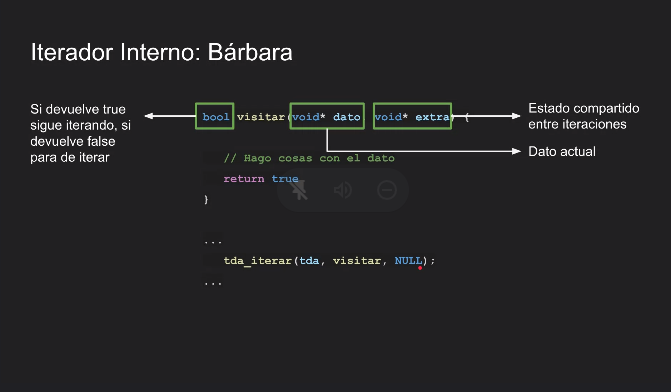 Iterador Interno: Bárbara
Si devuelve true
sigue iterando, si
devuelve false
para de iterar
bool visitar(void* dato void* extra) {
Estado compartido
entre iteraciones
Dato actual
// Hago cosas con el dato
return true
}
...
tda_iterar(tda, visitar, NULL);
...